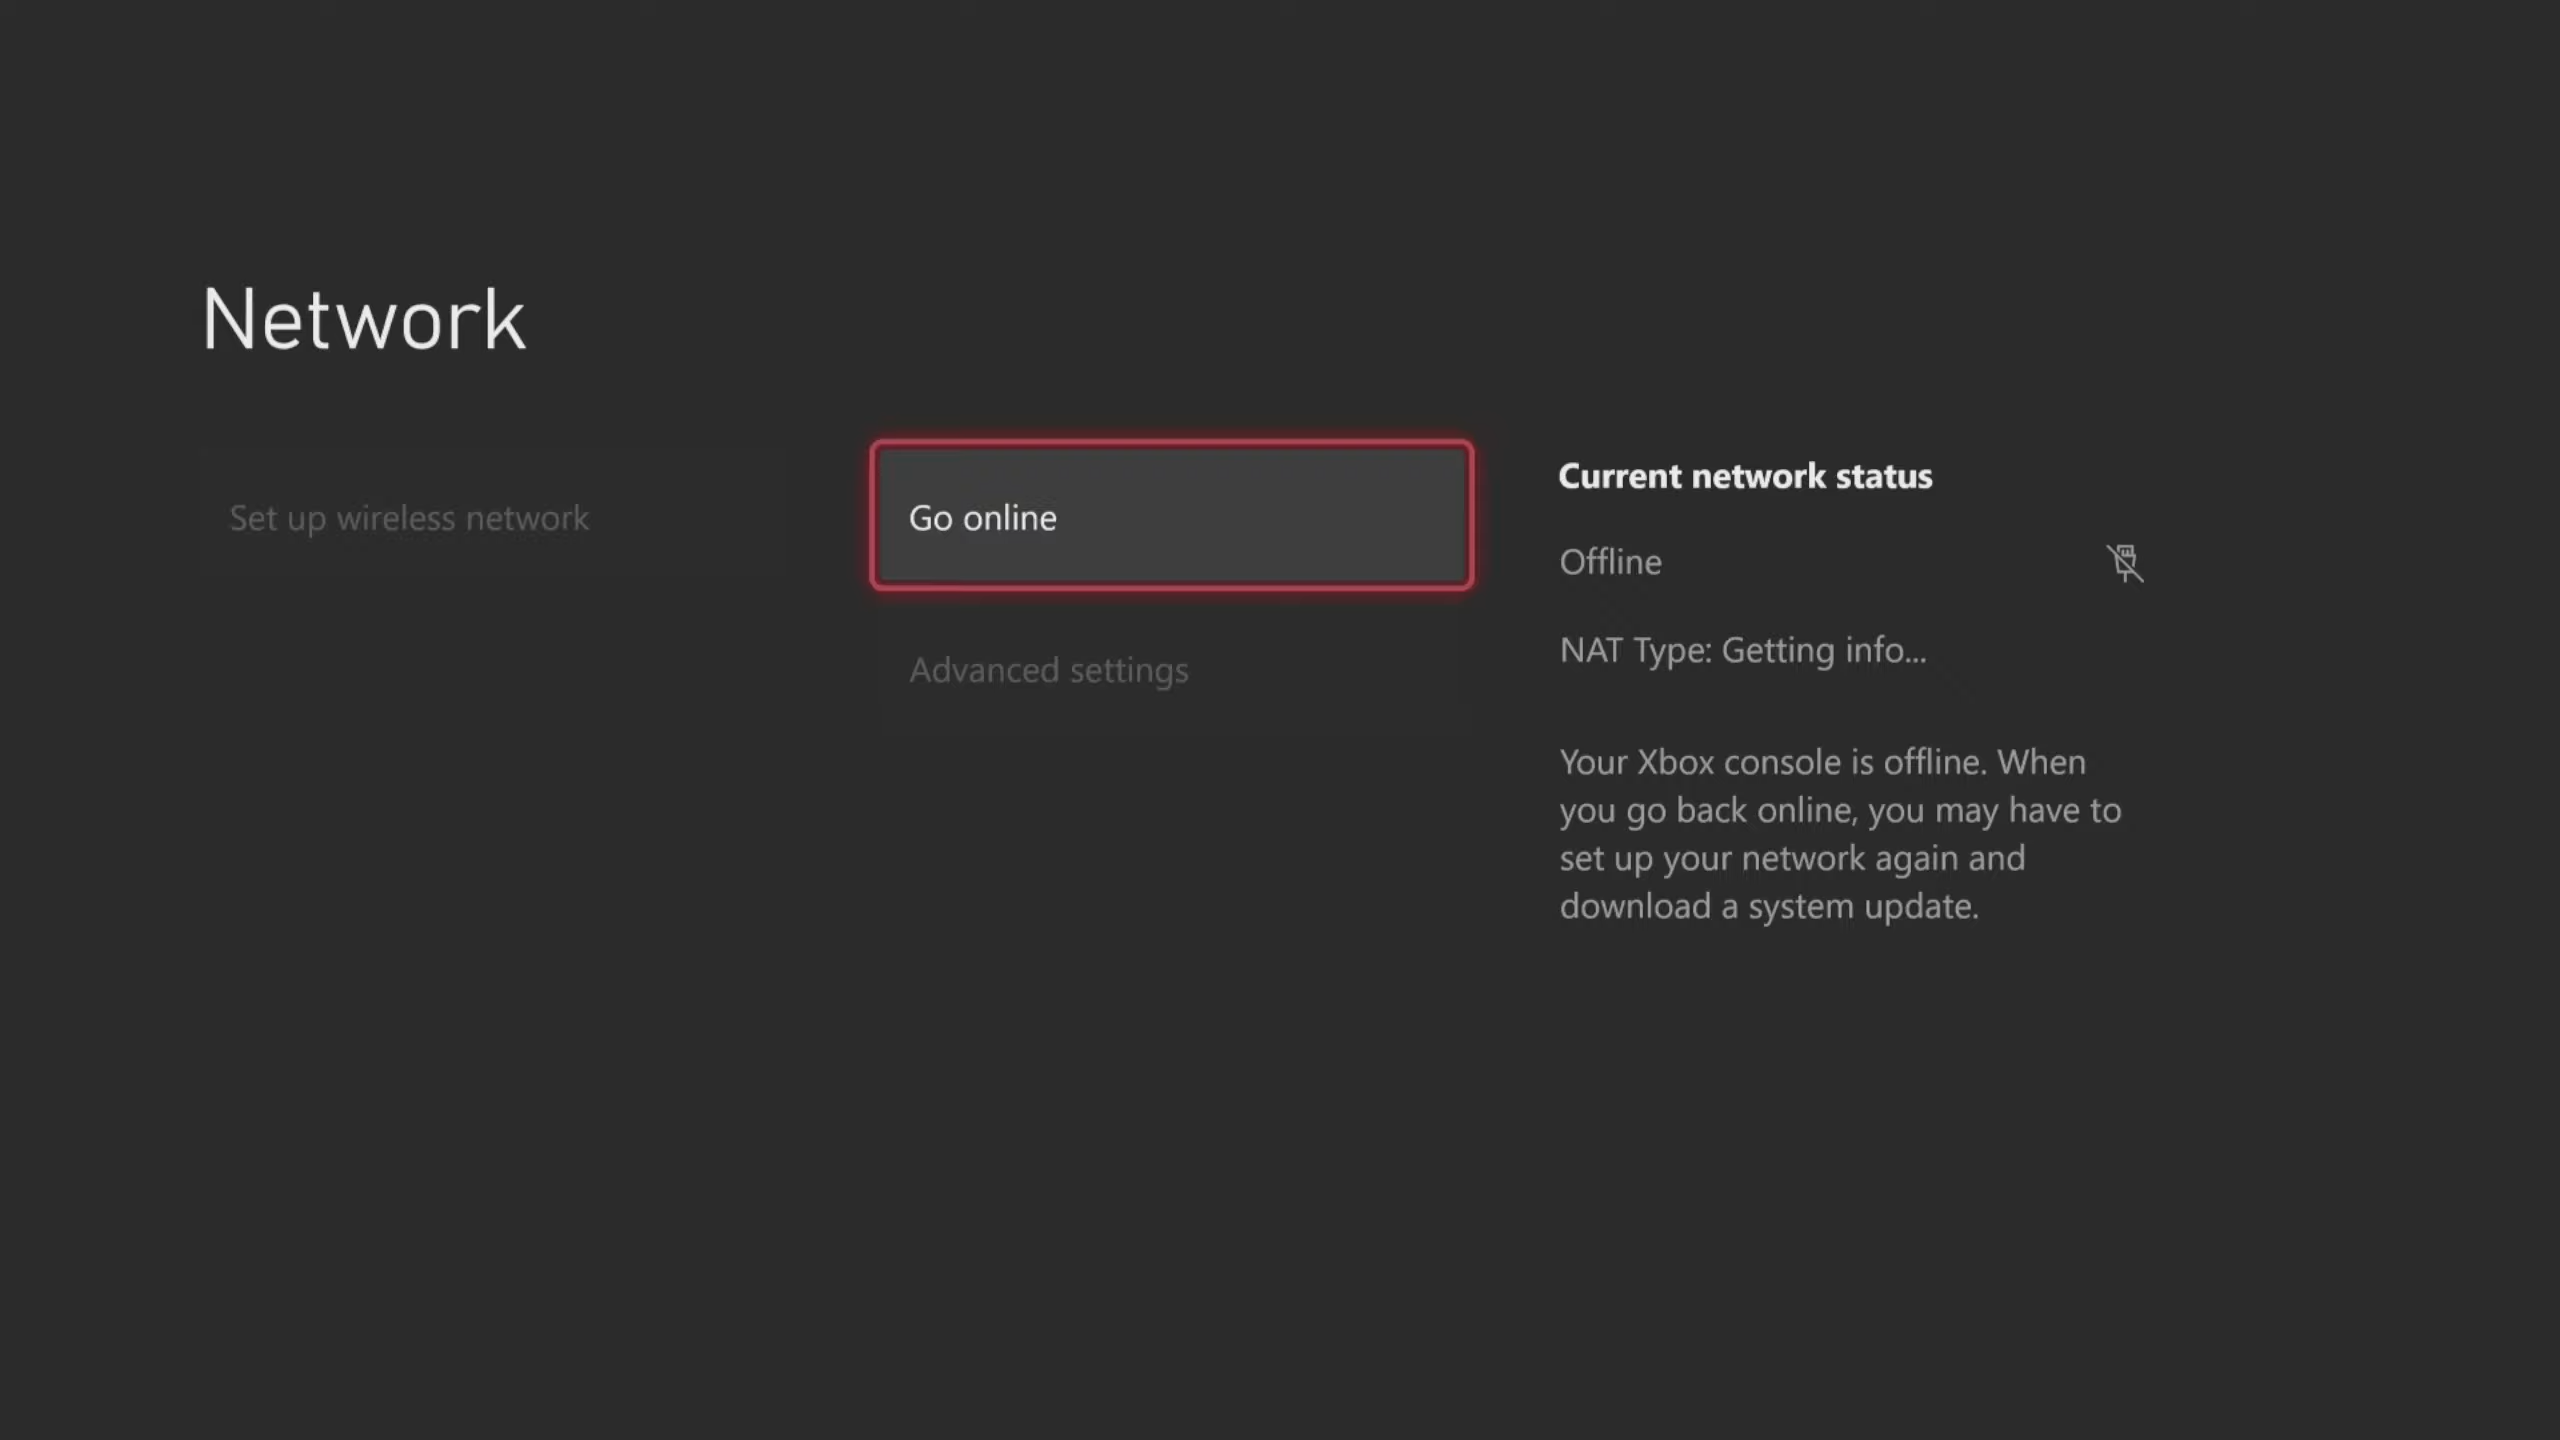 Network
Set up wireless network
Go online
Advanced settings
Current network status
Offline
NAT Type: Getting info...
Your Xbox console is offline. When
you go back online, you may have to
set up your network again and
download a system update.